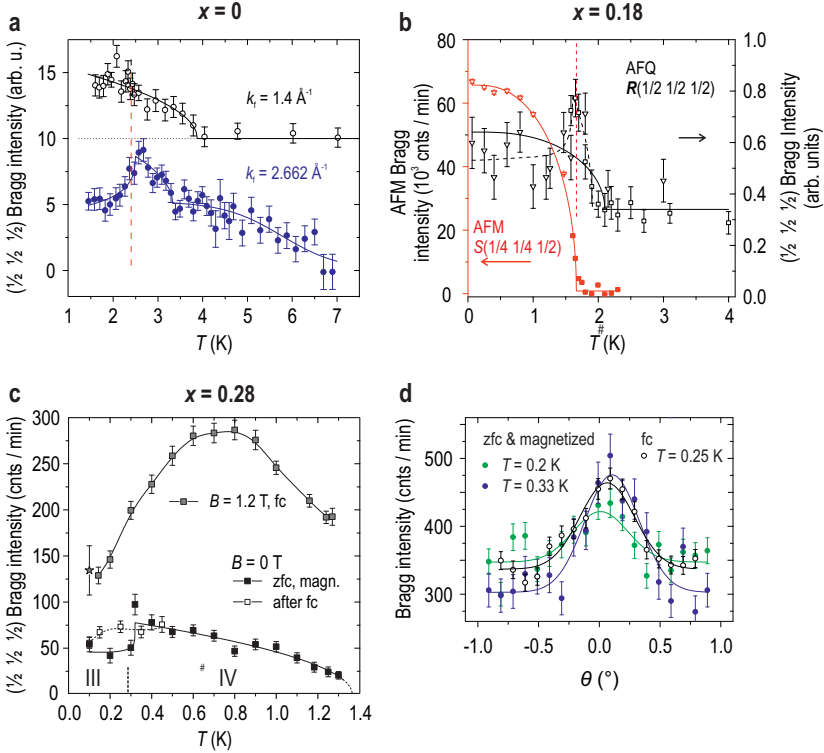 a
x = 0
(½ ½ ½) Bragg intensity (arb. u.)
15
10
5
0
k_f = 1.4 Å⁻¹
k_f = 2.662 Å⁻¹
1 2 3 4 5 6 7
T (K)
b
x = 0.18
AFM Bragg
intensity (10³ cnts / min)
80
60
40
20
0
AFQ
R(1/2 1/2 1/2)
AFM
S(1/4 1/4 1/2)
1.0
0.8
0.6
0.4
0.2
0.0
(½ ½ ½) Bragg Intensity
(arb. units)
0 1 2 3 4
#
T (K)
c
x = 0.28
(½ ½ ½) Bragg intensity (cnts / min)
300
250
200
150
100
75
50
0
B = 1.2 T, fc
B = 0 T
zfc, magn.
after fc
III
#
IV
0.0 0.2 0.4 0.6 0.8 1.0 1.2 1.4
T (K)
d
Bragg intensity (cnts / min)
450
400
350
300
zfc & magnetized
T = 0.2 K
T = 0.33 K
fc
T = 0.25 K
-1.0 -0.5 0.0 0.5 1.0
θ (°)